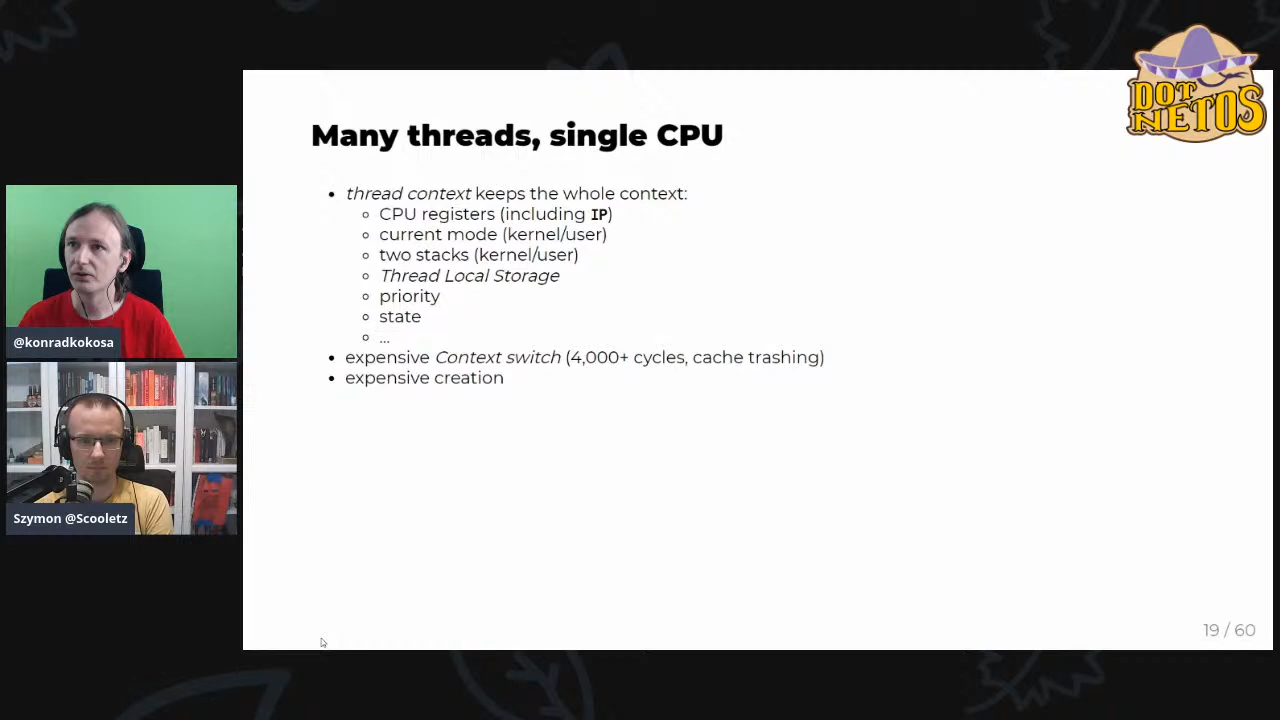 DOT
NETOS
Many threads, single CPU
thread context keeps the whole context:
CPU registers (including IP)
current mode (kernel/user)
two stacks (kernel/user)
Thread Local Storage
priority
state
...
expensive Context switch (4,000+ cycles, cache trashing)
expensive creation
@konradkokosa
Szymon @Scooletz
19 / 60